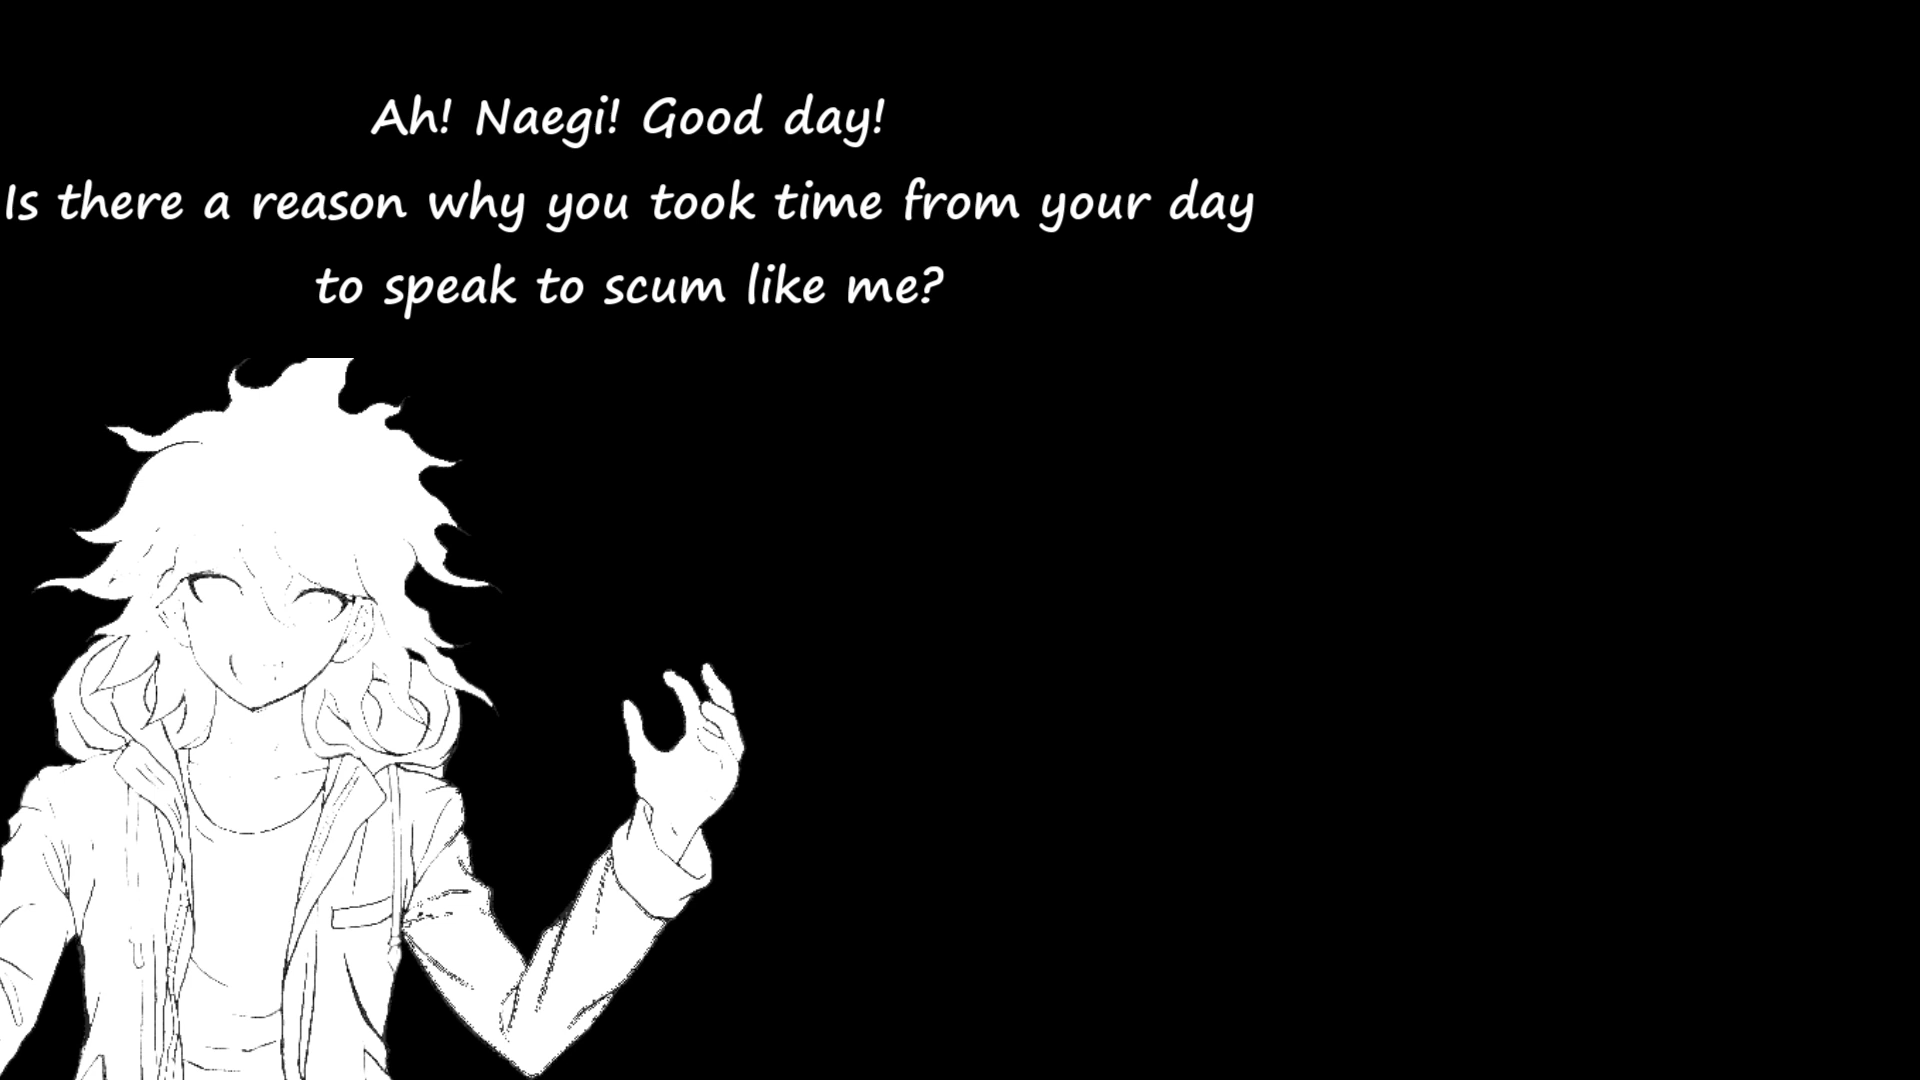 Ah! Naegi! Good day!
Is there a reason why you took time from your day
to speak to scum like me?